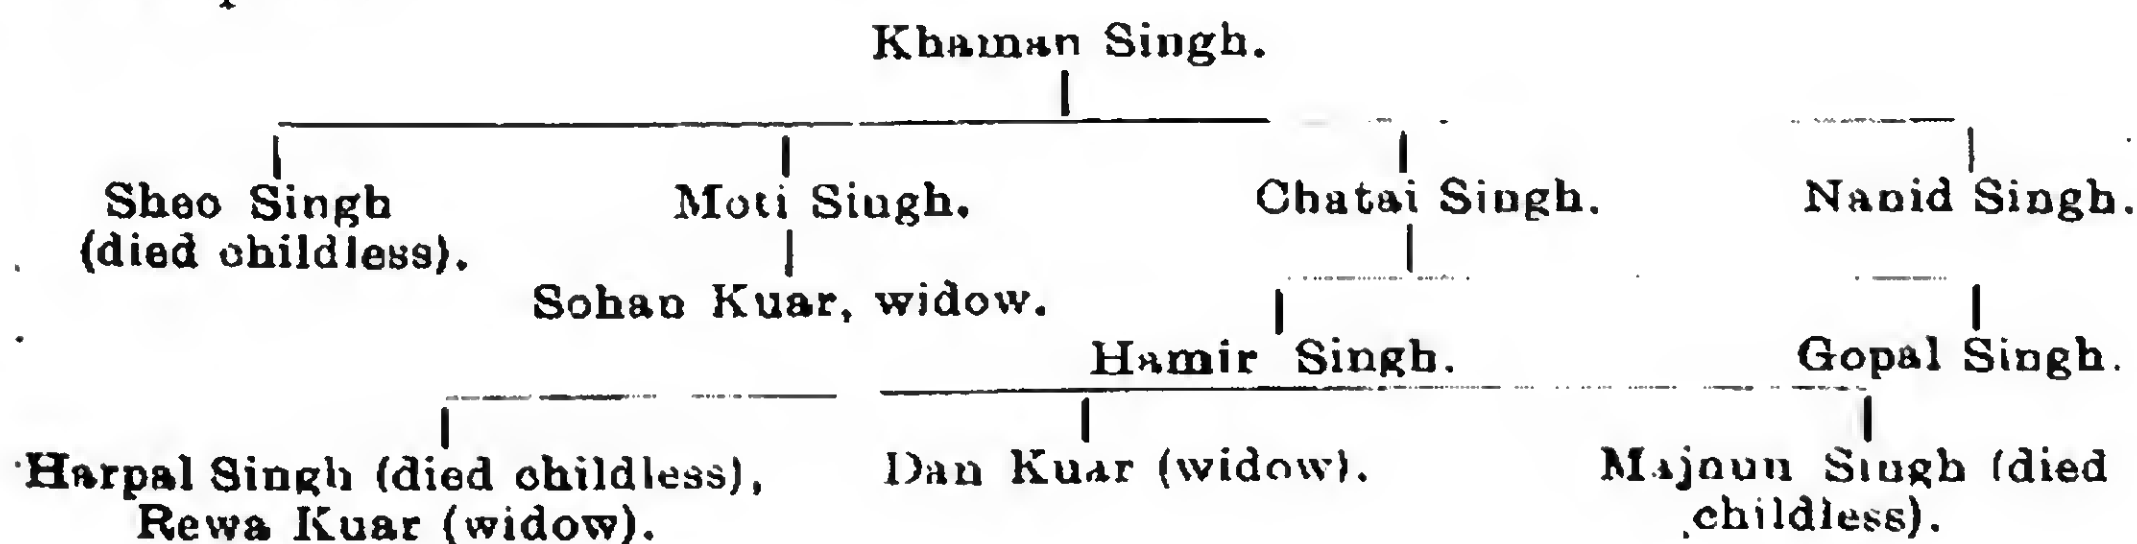 Khaman Singh.
Sheo Singh Moti Singh. Chatai Singh. Nanid Singh.
(died childless).
Sohan Kuar, widow.
Hamir Singh. Gopal Singh.
Harpal Singh (died childless), Dan Kuar (widow). Majnun Singh (died
Rewa Kuar (widow). childless).